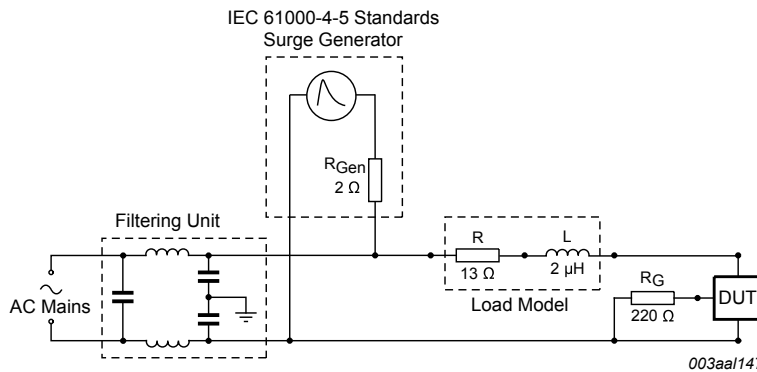 IEC 61000-4-5 Standards
Surge Generator
RGen
2 Ω
Filtering Unit
AC Mains
R
13 Ω
L
2 µH
Load Model
RG
220 Ω
DUT